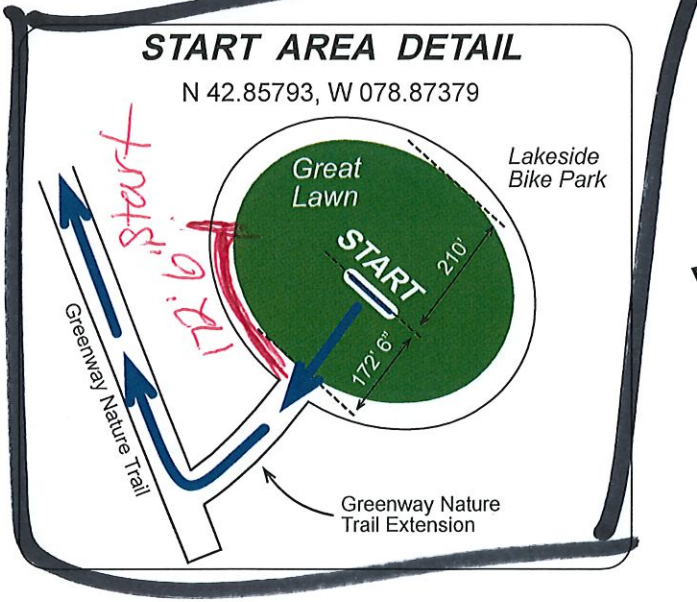 START AREA DETAIL
N 42.85793, W 078.87379
Great
Lawn
Lakeside
Bike Park
START
210'
172' 6"
172' 6" start
Greenway Nature Trail
Greenway Nature
Trail Extension